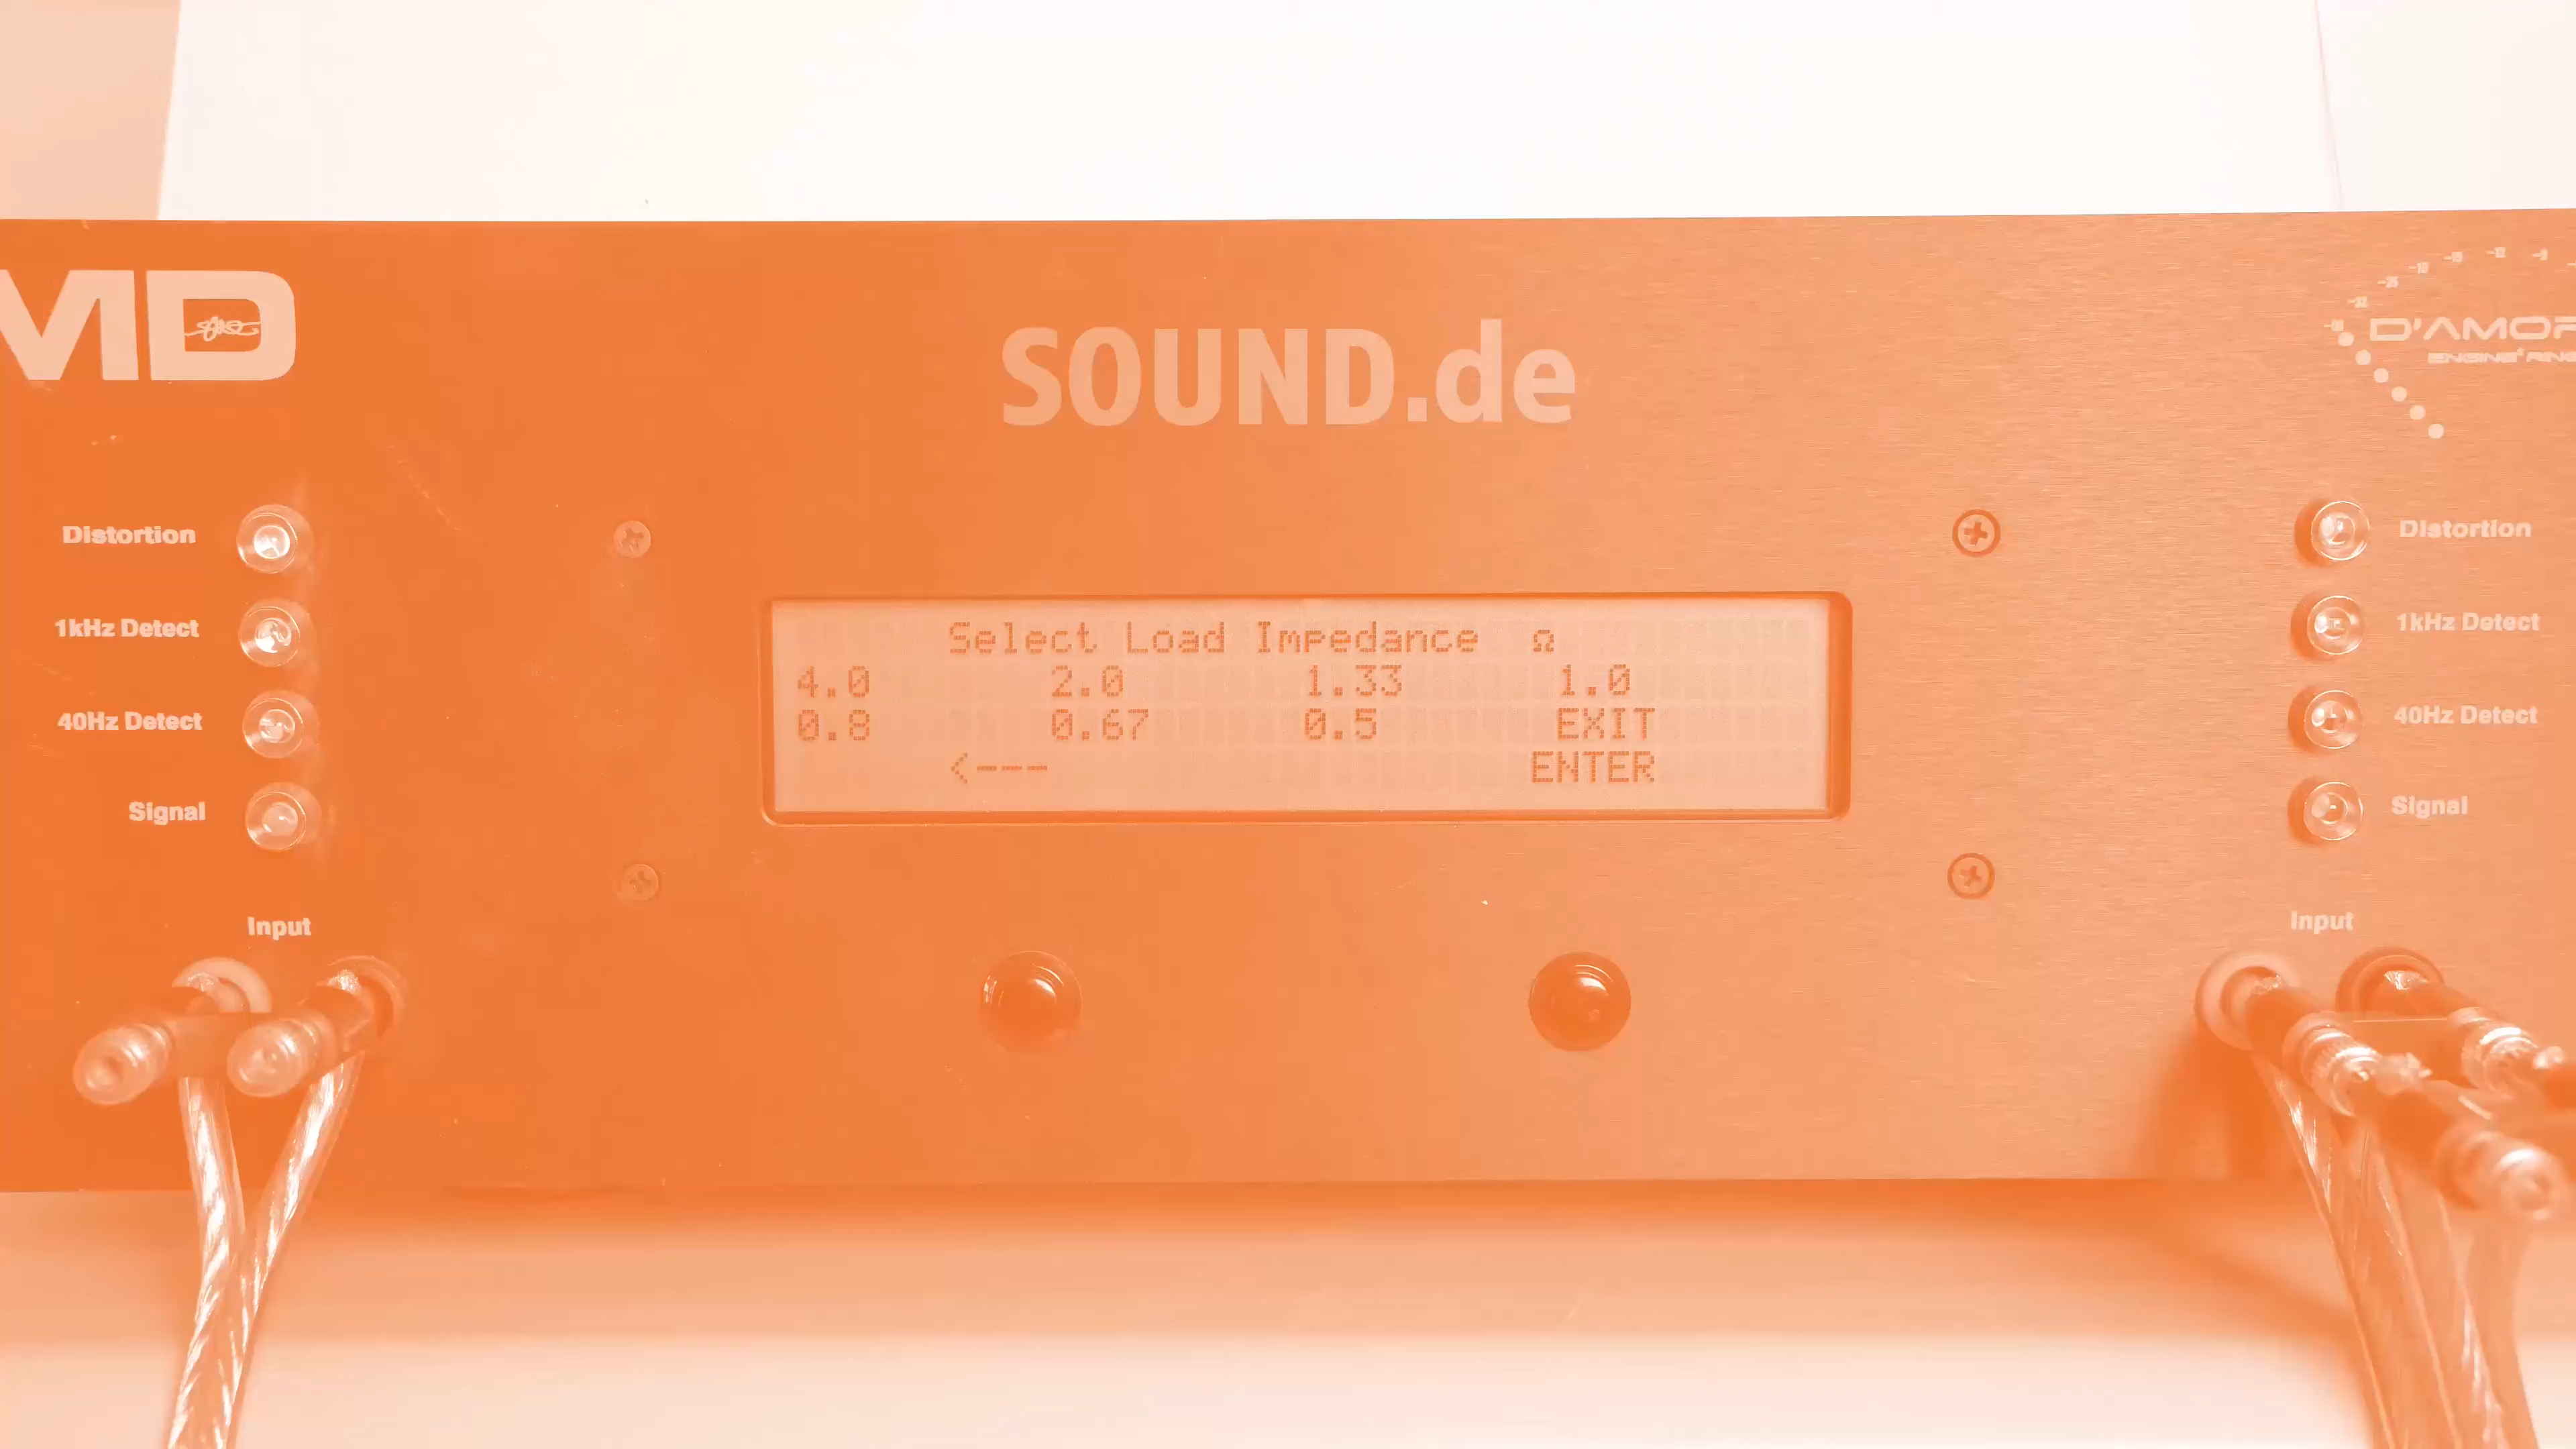 MD
SOUND.de
D'AMOR
Distortion
1kHz Detect
40Hz Detect
Signal
Input
Select Load Impedance Ω
4.0 2.0 1.33 1.0
0.8 0.67 0.5 EXIT
<--- ENTER
Distortion
1kHz Detect
40Hz Detect
Signal
Input